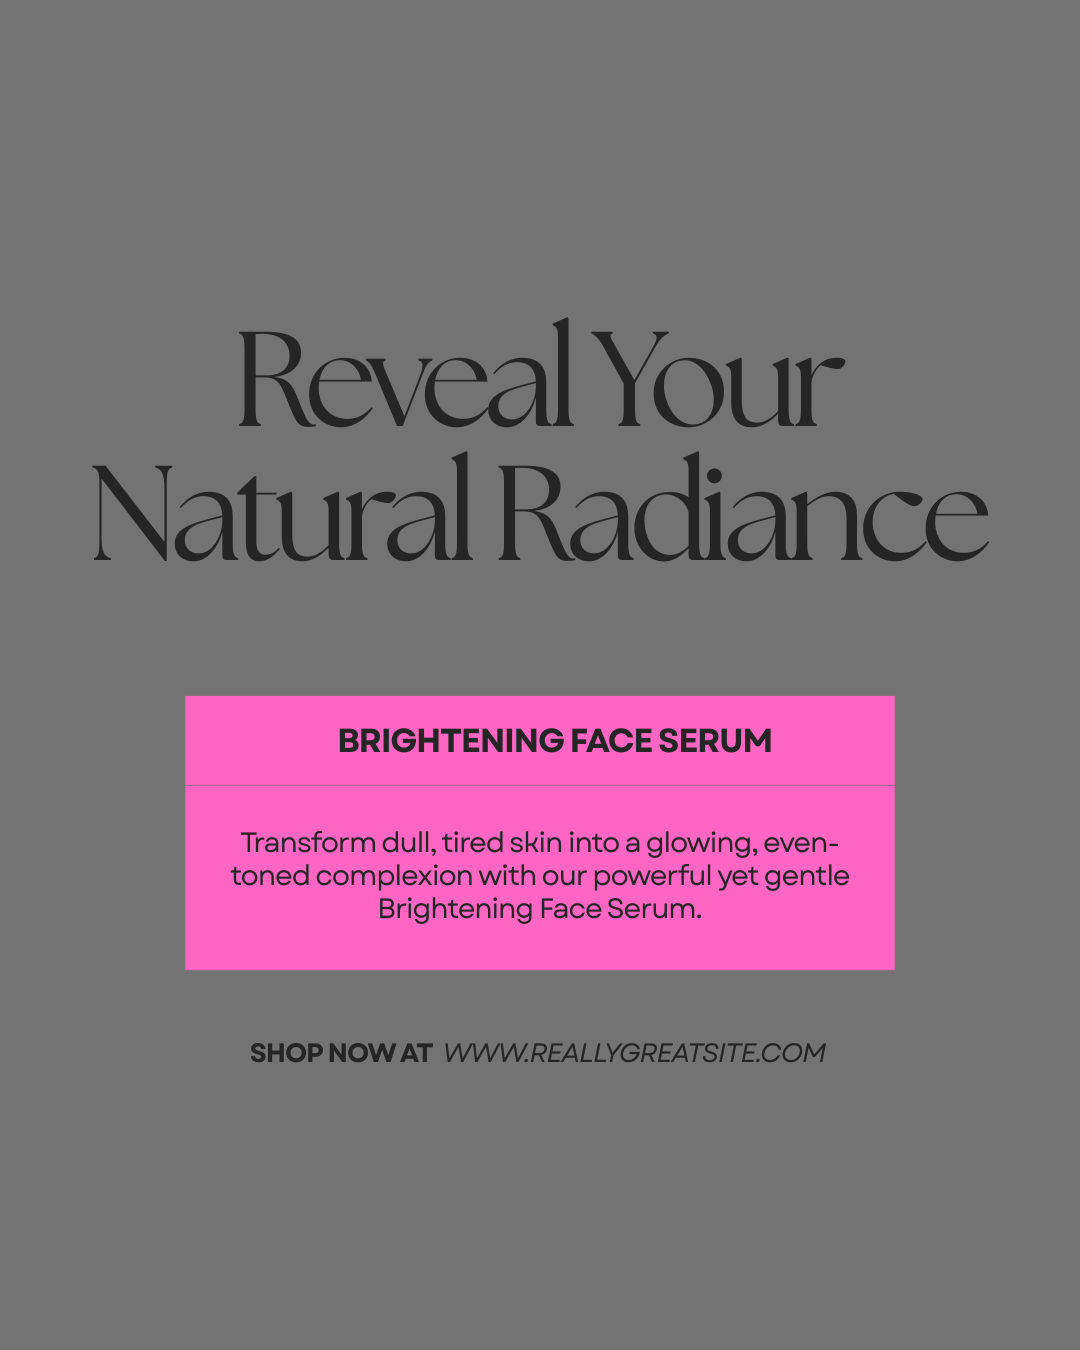 Reveal Your
Natural Radiance
BRIGHTENING FACE SERUM
Transform dull, tired skin into a glowing, even-
toned complexion with our powerful yet gentle
Brightening Face Serum.
SHOP NOW AT WWW.REALLYGREATSITE.COM